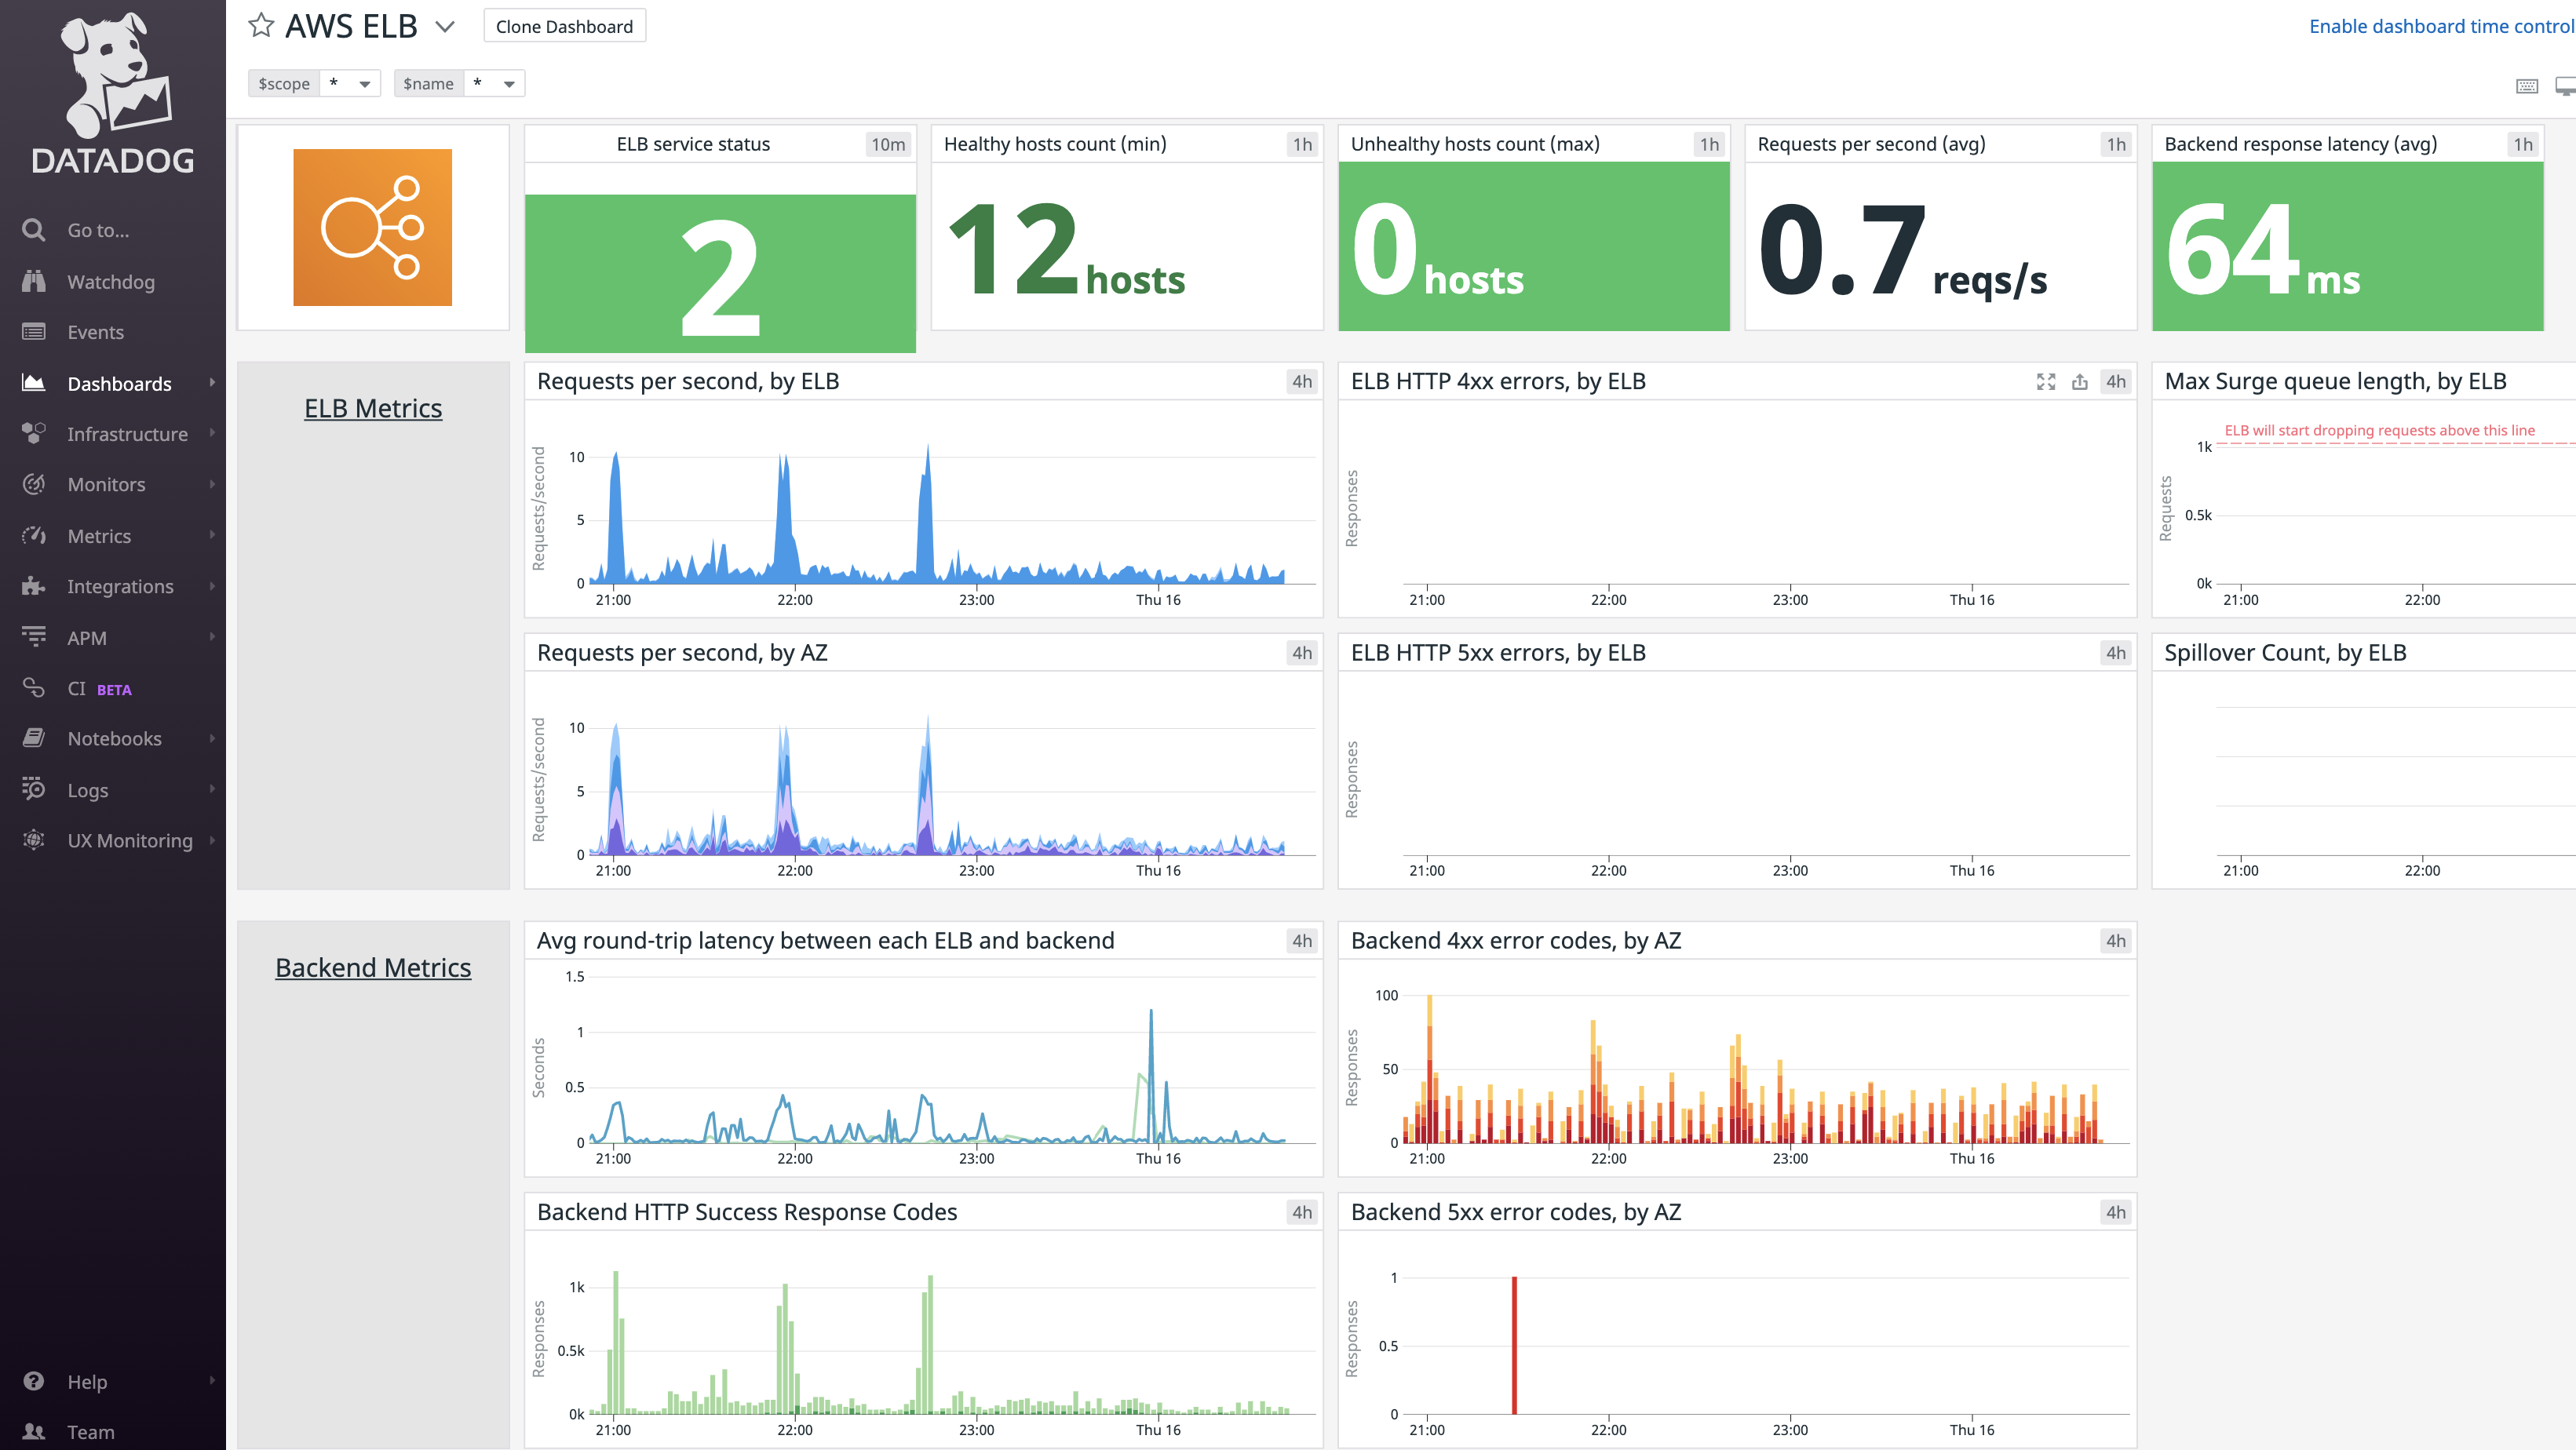 DATADOG
Go to...
Watchdog
Events
Dashboards
Infrastructure
Monitors
Metrics
Integrations
APM
CI BETA
Notebooks
Logs
UX Monitoring
Help
Team
AWS ELB
Clone Dashboard
Enable dashboard time control
$scope *
$name *
ELB service status 10m
2
Healthy hosts count (min) 1h
12 hosts
Unhealthy hosts count (max) 1h
0 hosts
Requests per second (avg) 1h
0.7 reqs/s
Backend response latency (avg) 1h
64 ms
ELB Metrics
Requests per second, by ELB 4h
Requests/second
10
5
0
21:00 22:00 23:00 Thu 16
ELB HTTP 4xx errors, by ELB 4h
Responses
21:00 22:00 23:00 Thu 16
Max Surge queue length, by ELB
ELB will start dropping requests above this line
Requests
1k
0.5k
0k
21:00 22:00
Requests per second, by AZ 4h
Requests/second
10
5
0
21:00 22:00 23:00 Thu 16
ELB HTTP 5xx errors, by ELB 4h
Responses
21:00 22:00 23:00 Thu 16
Spillover Count, by ELB
21:00 22:00
Backend Metrics
Avg round-trip latency between each ELB and backend 4h
Seconds
1.5
1
0.5
0
21:00 22:00 23:00 Thu 16
Backend 4xx error codes, by AZ 4h
Responses
100
50
0
21:00 22:00 23:00 Thu 16
Backend HTTP Success Response Codes 4h
Responses
1k
0.5k
0k
21:00 22:00 23:00 Thu 16
Backend 5xx error codes, by AZ 4h
Responses
1
0.5
0
21:00 22:00 23:00 Thu 16